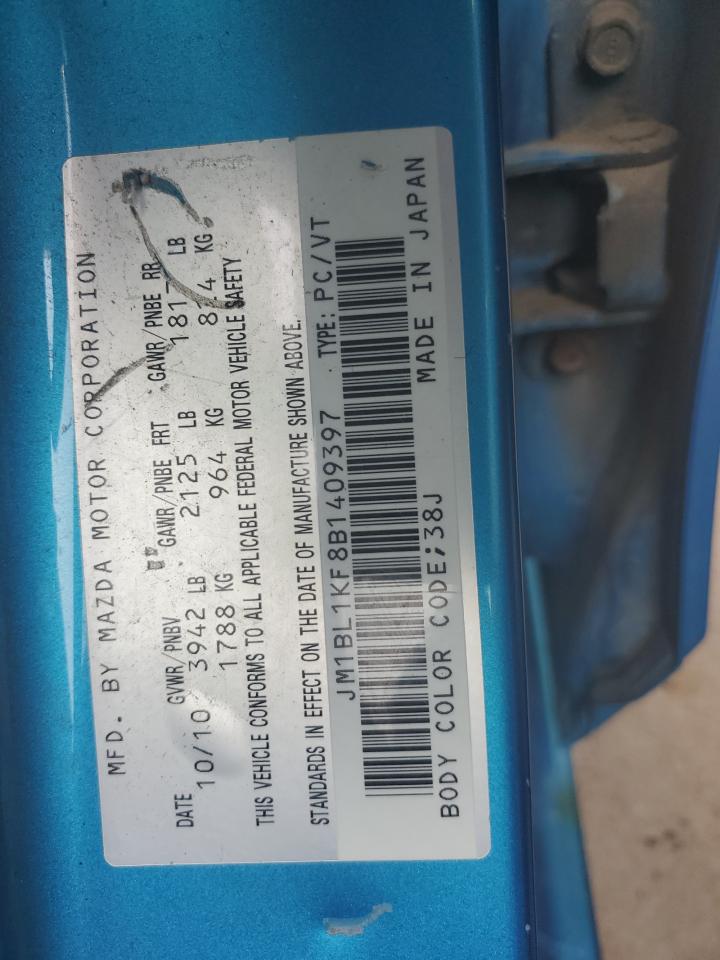 MFD. BY MAZDA MOTOR CORPORATION
DATE GVWR/PNBV GAWR/PNBE FRT GAWR/PNBE RR
10/10 3942 LB 2125 LB LB
1788 KG 964 KG KG
THIS VEHICLE CONFORMS TO ALL APPLICABLE FEDERAL MOTOR VEHICLE SAFETY
STANDARDS IN EFFECT ON THE DATE OF MANUFACTURE SHOWN ABOVE.
JM1BL1KF8B1409397 TYPE: PC/VT
BODY COLOR CODE;38J MADE IN JAPAN